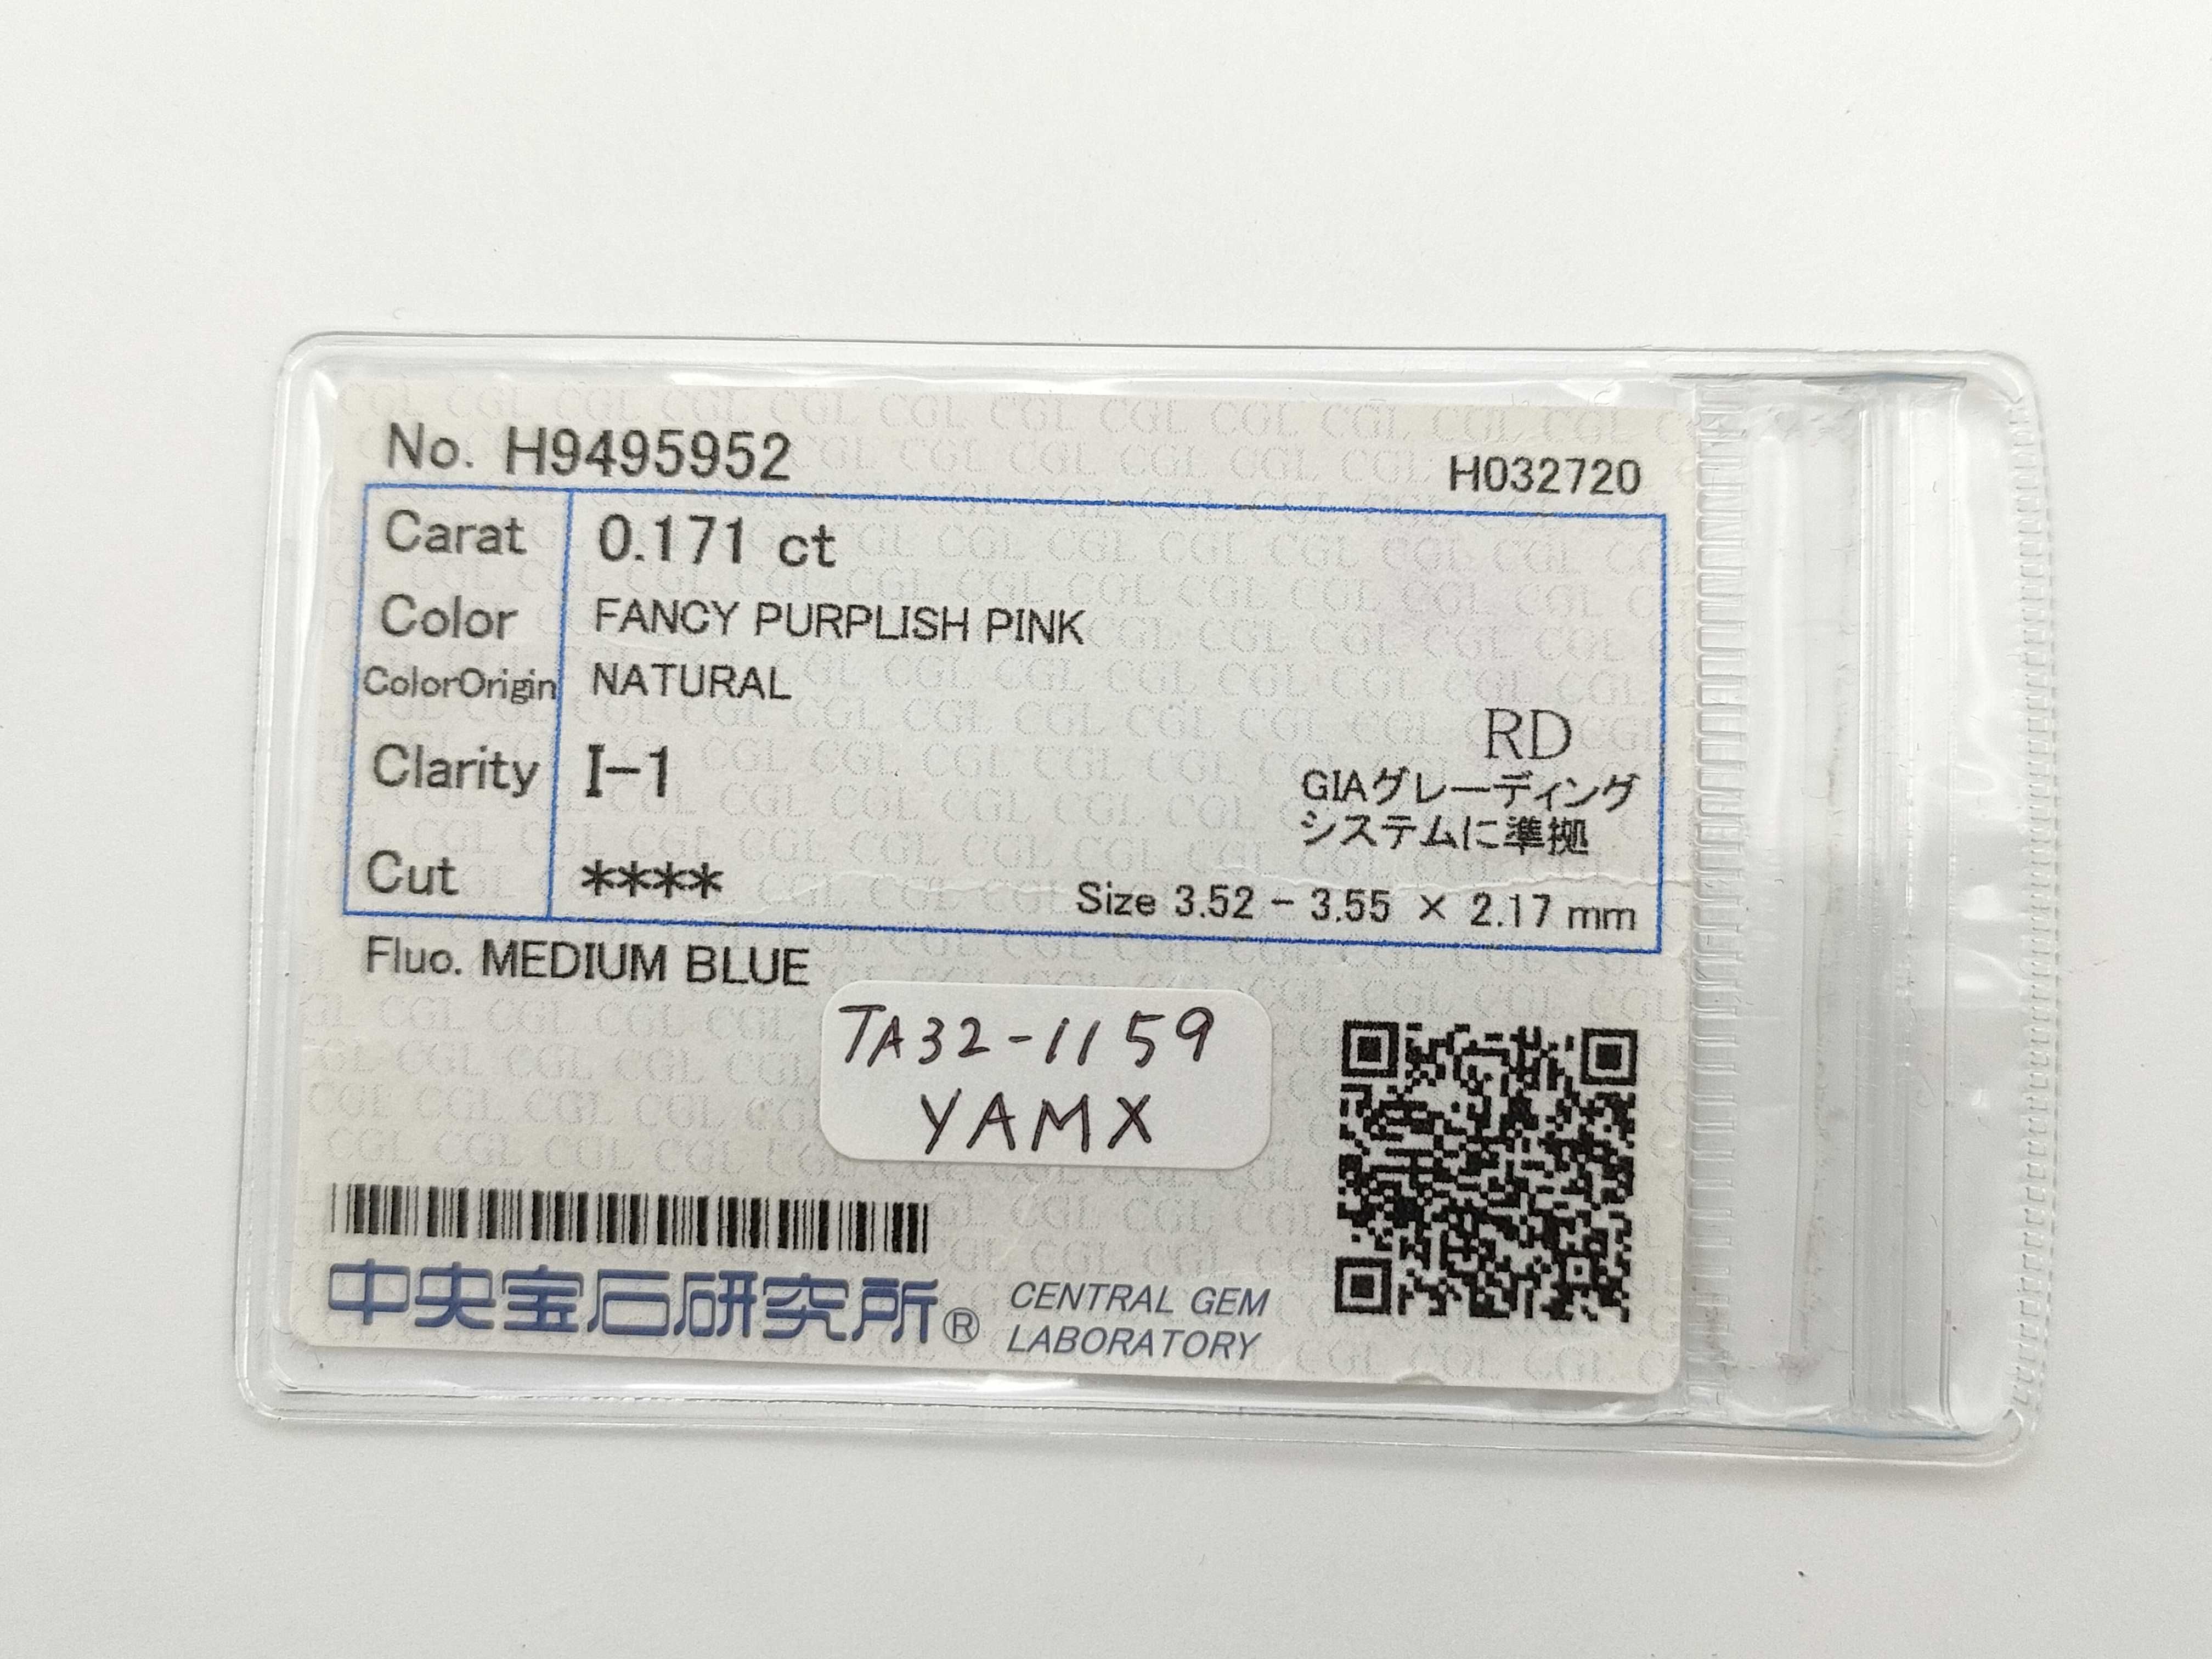 No. H9495952
H032720
Carat 0.171 ct
Color FANCY PURPLISH PINK
ColorOrigin NATURAL
Clarity I-1
RD
GIAグレーディング
システムに準拠
Cut ****
Size 3.52 - 3.55 × 2.17 mm
Fluo. MEDIUM BLUE
TA32-1159
YAMX
中央宝石研究所®
CENTRAL GEM
LABORATORY